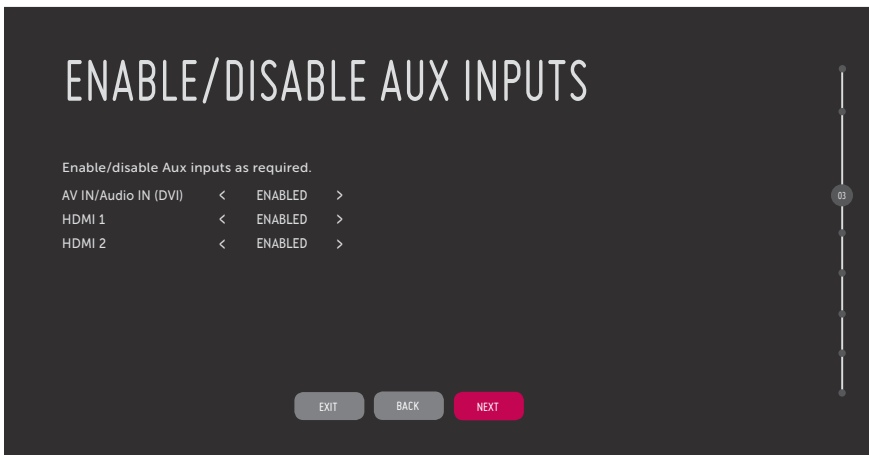 ENABLE/DISABLE AUX INPUTS
Enable/disable Aux inputs as required.
AV IN/Audio IN (DVI) < ENABLED >
HDMI 1 < ENABLED >
HDMI 2 < ENABLED >
03
EXIT BACK NEXT